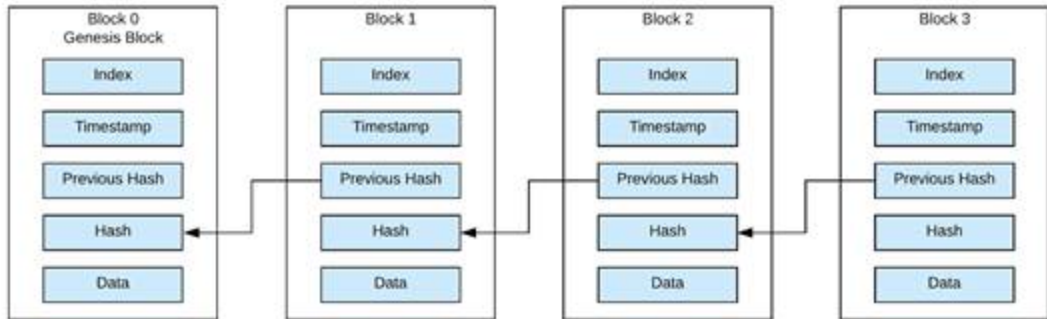 Block 0
Genesis Block
Index
Timestamp
Previous Hash
Hash
Data
Block 1
Index
Timestamp
Previous Hash
Hash
Data
Block 2
Index
Timestamp
Previous Hash
Hash
Data
Block 3
Index
Timestamp
Previous Hash
Hash
Data